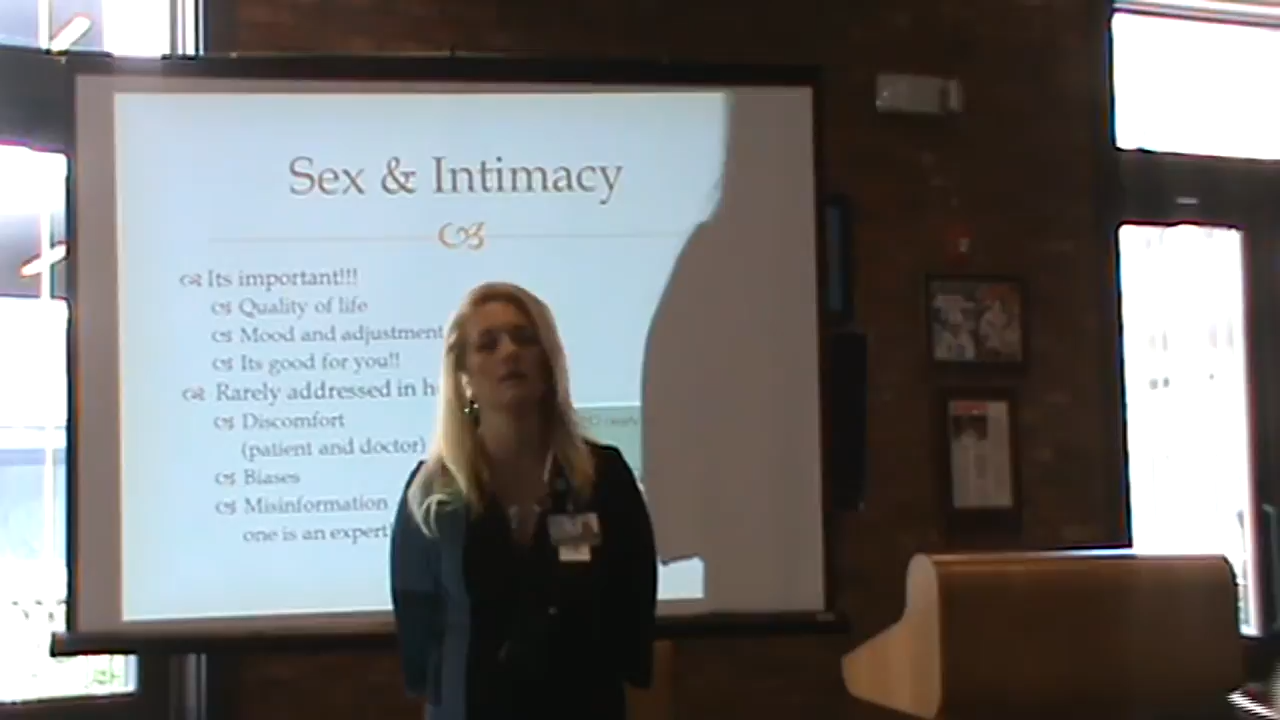 Sex & Intimacy
Its important!!!
Quality of life
Mood and adjustment
Its good for you!!
Rarely addressed in h
Discomfort
(patient and doctor)
Biases
Misinformation
one is an expert!